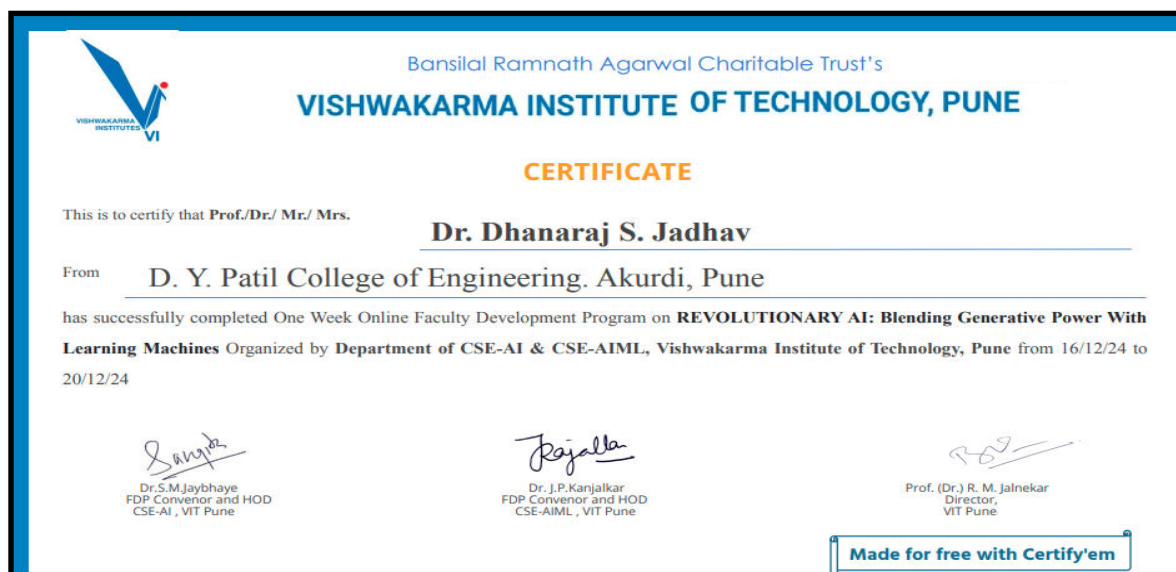 Bansilal Ramnath Agarwal Charitable Trust's
VISHWAKARMA INSTITUTE OF TECHNOLOGY, PUNE
VISHWAKARMA
INSTITUTES
VI
CERTIFICATE
This is to certify that Prof./Dr./ Mr./ Mrs.
Dr. Dhanaraj S. Jadhav
From D. Y. Patil College of Engineering. Akurdi, Pune
has successfully completed One Week Online Faculty Development Program on REVOLUTIONARY AI: Blending Generative Power With
Learning Machines Organized by Department of CSE-AI & CSE-AIML, Vishwakarma Institute of Technology, Pune from 16/12/24 to
20/12/24
Dr.S.M.Jaybhaye
FDP Convenor and HOD
CSE-AI , VIT Pune
Dr. J.P.Kanjalkar
FDP Convenor and HOD
CSE-AIML , VIT Pune
Prof. (Dr.) R. M. Jalnekar
Director,
VIT Pune
Made for free with Certify'em